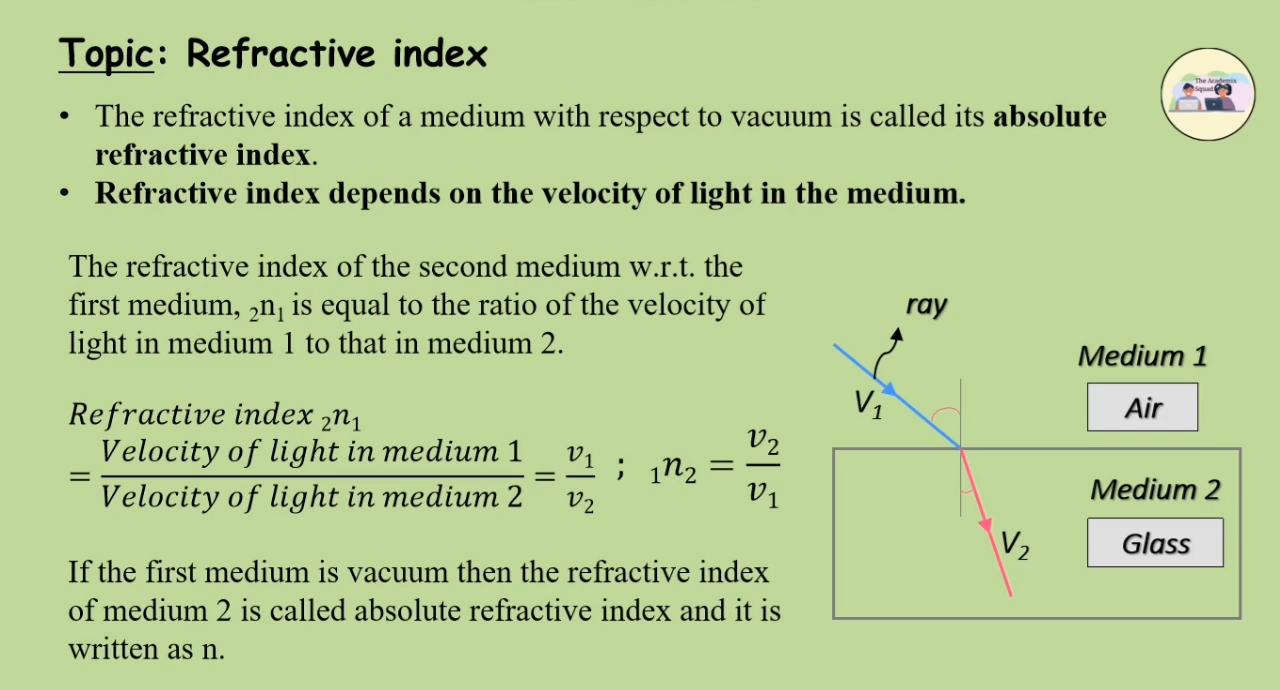 Topic: Refractive index
The Academix
Squad
• The refractive index of a medium with respect to vacuum is called its absolute
refractive index.
• Refractive index depends on the velocity of light in the medium.
The refractive index of the second medium w.r.t. the
first medium, ₂n₁ is equal to the ratio of the velocity of
light in medium 1 to that in medium 2.
Refractive index ₂n₁
= Velocity of light in medium 1 / Velocity of light in medium 2 = v₁ / v₂ ; ₁n₂ = v₂ / v₁
If the first medium is vacuum then the refractive index
of medium 2 is called absolute refractive index and it is
written as n.
ray
Medium 1
V₁
Air
Medium 2
V₂
Glass